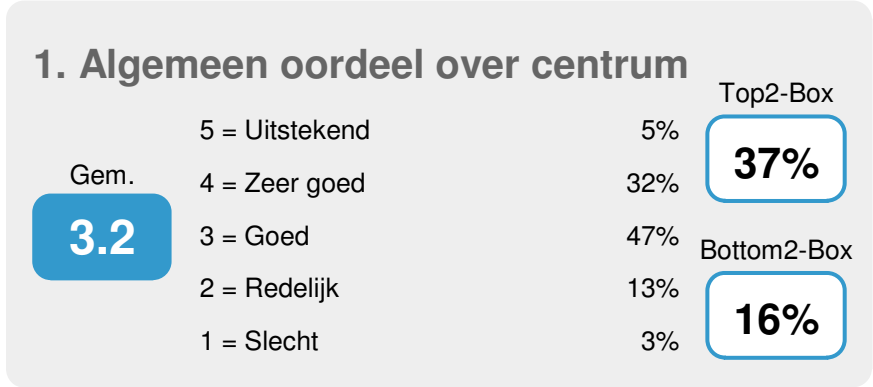 1. Algemeen oordeel over centrum
Top2-Box
5 = Uitstekend 5%
37%
Gem.
4 = Zeer goed 32%
3.2
3 = Goed 47%
Bottom2-Box
2 = Redelijk 13%
16%
1 = Slecht 3%